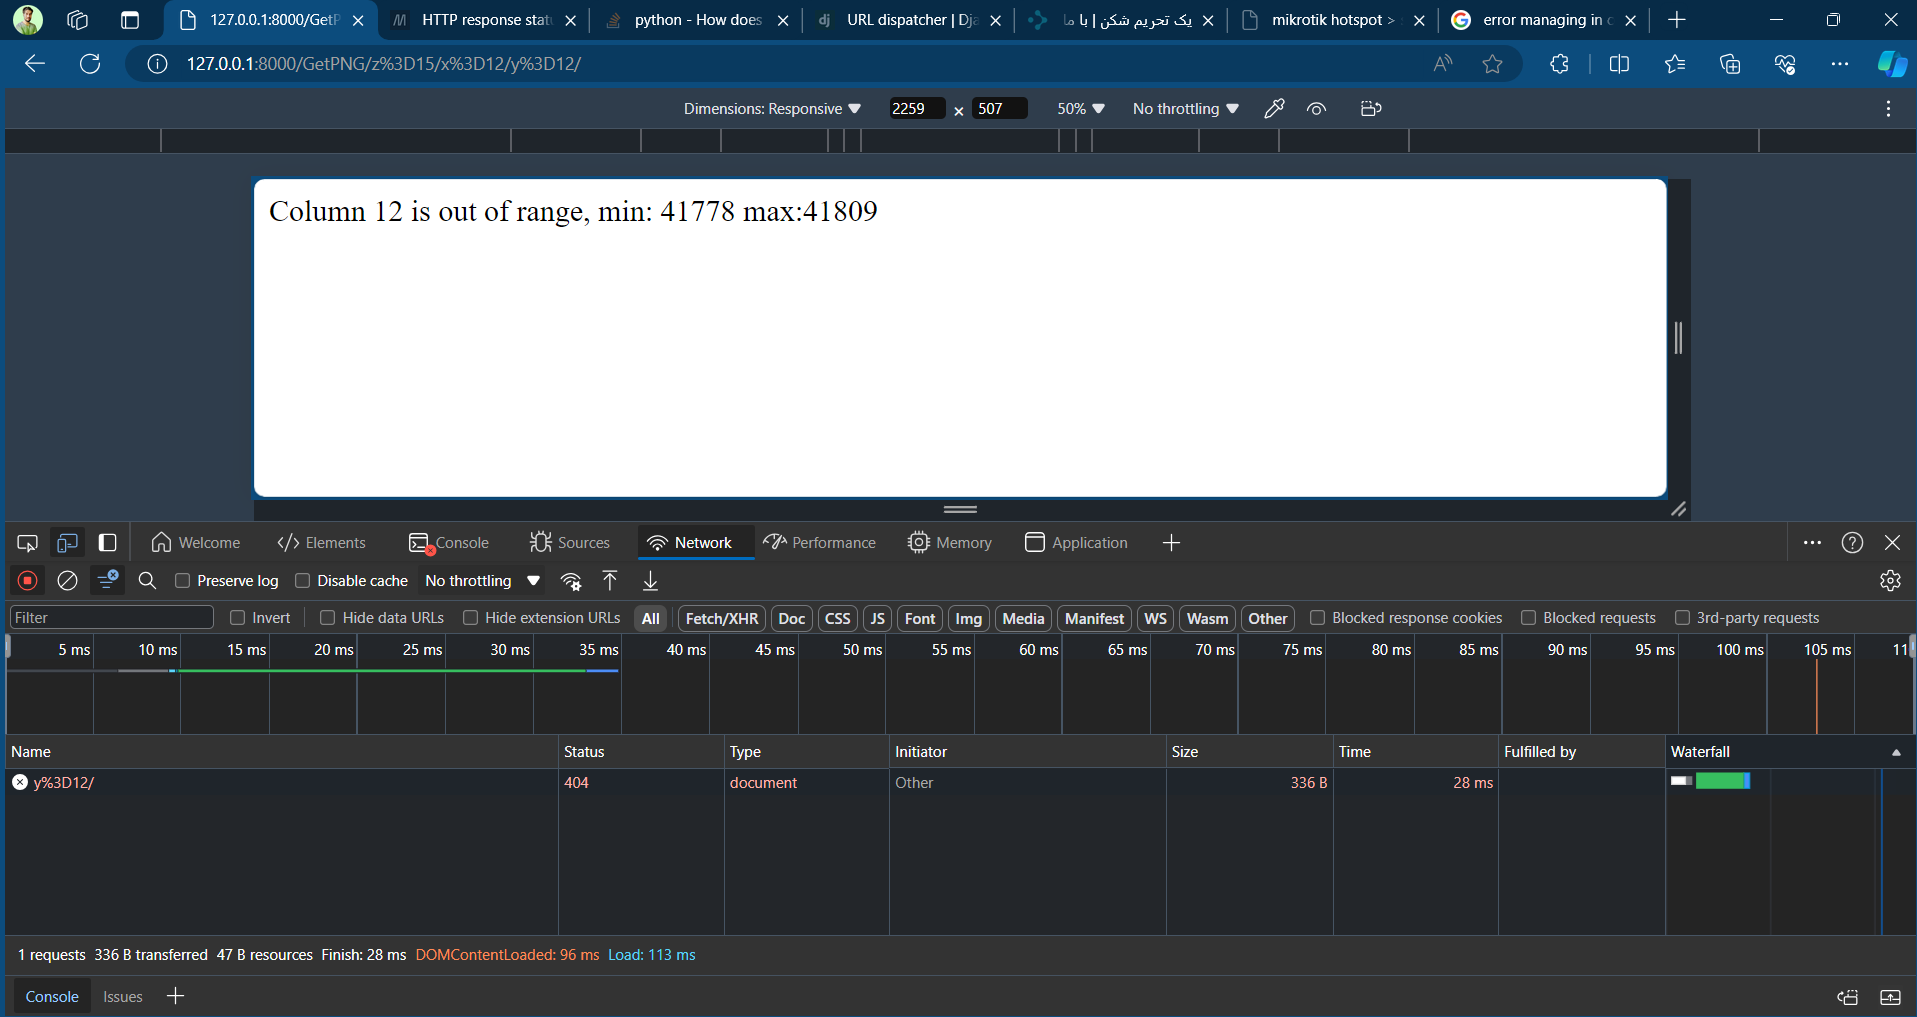 127.0.0.1:8000/GetP
HTTP response stat
python - How does
URL dispatcher | Dja
یک تحریم شکن | با ما
mikrotik hotspot >
error managing in
127.0.0.1:8000/GetPNG/z%3D15/x%3D12/y%3D12/
Dimensions: Responsive 2259 × 507 50% No throttling
Column 12 is out of range, min: 41778 max:41809
Welcome Elements Console Sources Network Performance Memory Application
Preserve log Disable cache No throttling
Filter Invert Hide data URLs Hide extension URLs All Fetch/XHR Doc CSS JS Font Img Media Manifest WS Wasm Other Blocked response cookies Blocked requests 3rd-party requests
5 ms 10 ms 15 ms 20 ms 25 ms 30 ms 35 ms 40 ms 45 ms 50 ms 55 ms 60 ms 65 ms 70 ms 75 ms 80 ms 85 ms 90 ms 95 ms 100 ms 105 ms 11
Name Status Type Initiator Size Time Fulfilled by Waterfall
y%3D12/ 404 document Other 336 B 28 ms
1 requests 336 B transferred 47 B resources Finish: 28 ms DOMContentLoaded: 96 ms Load: 113 ms
Console Issues